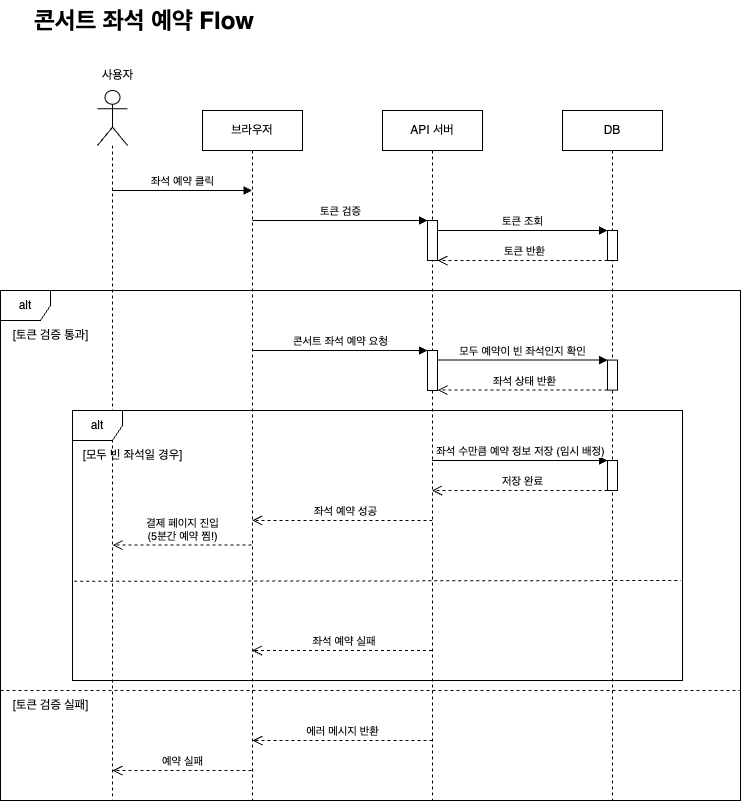 콘서트 좌석 예약 Flow
사용자
브라우저
API 서버
DB
좌석 예약 클릭
토큰 검증
토큰 조회
토큰 반환
alt
[토큰 검증 통과]
콘서트 좌석 예약 요청
모두 예약이 빈 좌석인지 확인
좌석 상태 반환
alt
[모두 빈 좌석일 경우]
좌석 수만큼 예약 정보 저장 (임시 배정)
저장 완료
좌석 예약 성공
결제 페이지 진입
(5분간 예약 찜!)
좌석 예약 실패
[토큰 검증 실패]
에러 메시지 반환
예약 실패